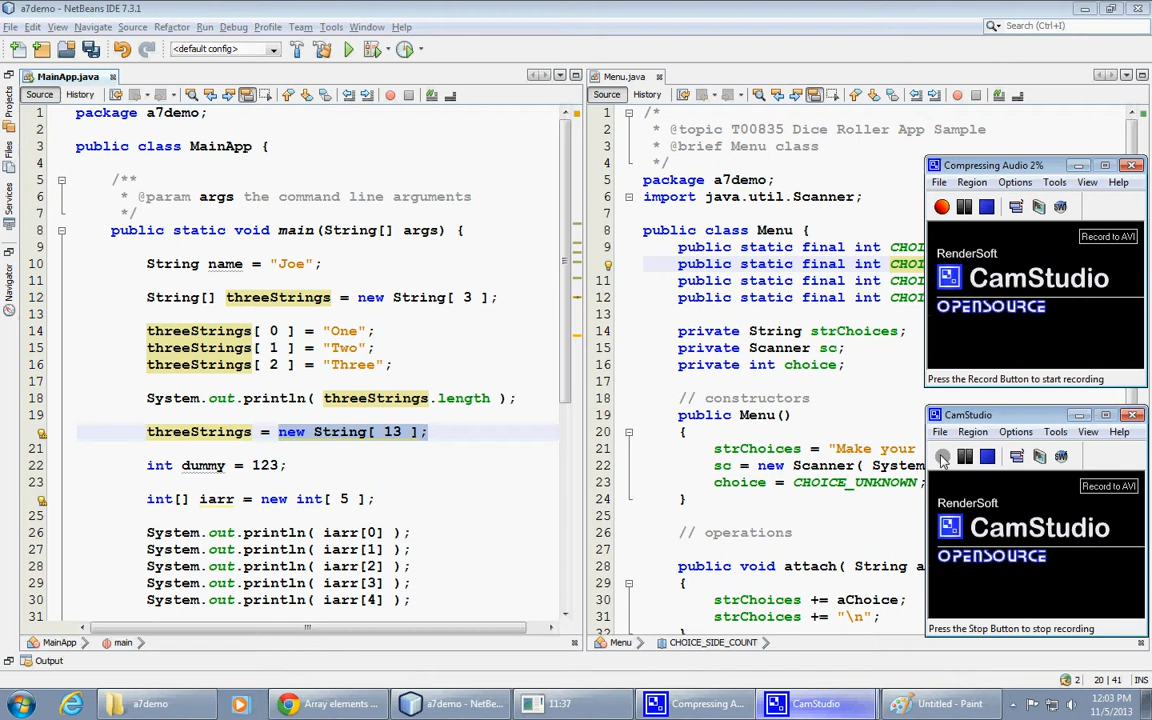 a7demo - NetBeans IDE 7.3.1
File Edit View Navigate Source Refactor Run Debug Profile Team Tools Window Help
Search (Ctrl+I)
<default config>
MainApp.java
Menu.java
Source History
Source History
Projects
Files
Services
Navigator
1 package a7demo;
2
3 public class MainApp {
4
5 /**
6 * @param args the command line arguments
7 */
8 public static void main(String[] args) {
9
10 String name = "Joe";
11
12 String[] threeStrings = new String[ 3 ];
13
14 threeStrings[ 0 ] = "One";
15 threeStrings[ 1 ] = "Two";
16 threeStrings[ 2 ] = "Three";
17
18 System.out.println( threeStrings.length );
19
threeStrings = new String[ 13 ];
21
22 int dummy = 123;
23
int[] iarr = new int[ 5 ];
25
26 System.out.println( iarr[0] );
27 System.out.println( iarr[1] );
28 System.out.println( iarr[2] );
29 System.out.println( iarr[3] );
30 System.out.println( iarr[4] );
31
MainApp main
1 /*
2 * @topic T00835 Dice Roller App Sample
3 * @brief Menu class
4 */
5 package a7demo;
6 import java.util.Scanner;
7
8 public class Menu {
9 public static final int CHOI
public static final int CHOI
11 public static final int CHOI
12 public static final int CHOI
13
14 private String strChoices;
15 private Scanner sc;
16 private int choice;
17
18 // constructors
19 public Menu()
20 {
21 strChoices = "Make your
22 sc = new Scanner( System
23 choice = CHOICE_UNKNOWN;
24 }
25
26 // operations
27
28 public void attach( String a
29 {
30 strChoices += aChoice;
31 strChoices += "\n";
32 }
Menu CHOICE_SIDE_COUNT
Compressing Audio 2%
File Region Options Tools View Help
Record to AVI
RenderSoft
CamStudio
OPENSOURCE
Press the Record Button to start recording
CamStudio
File Region Options Tools View Help
Record to AVI
RenderSoft
CamStudio
OPENSOURCE
Press the Stop Button to stop recording
Output
2 20 | 41 INS
a7demo
Array elements ...
a7demo - NetBe...
11:37
Compressing A...
CamStudio
Untitled - Paint
12:03 PM
11/5/2013